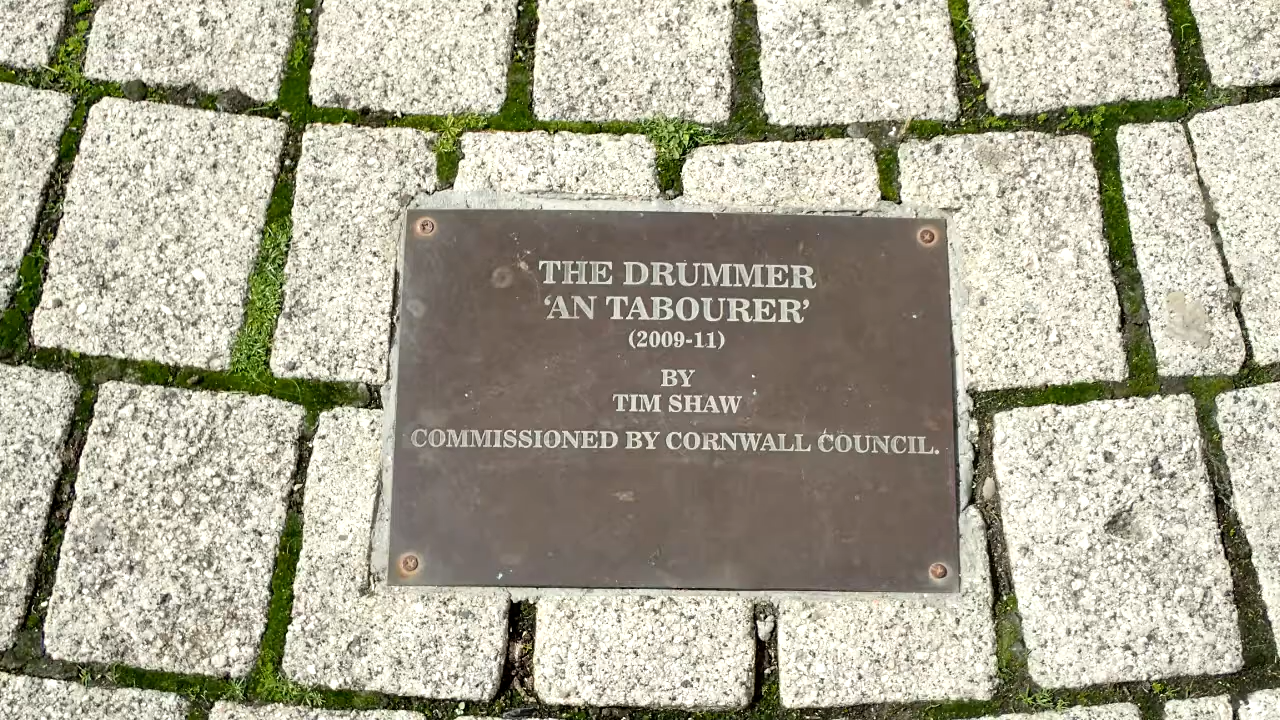 THE DRUMMER
‘AN TABOURER’
(2009-11)
BY
TIM SHAW
COMMISSIONED BY CORNWALL COUNCIL.